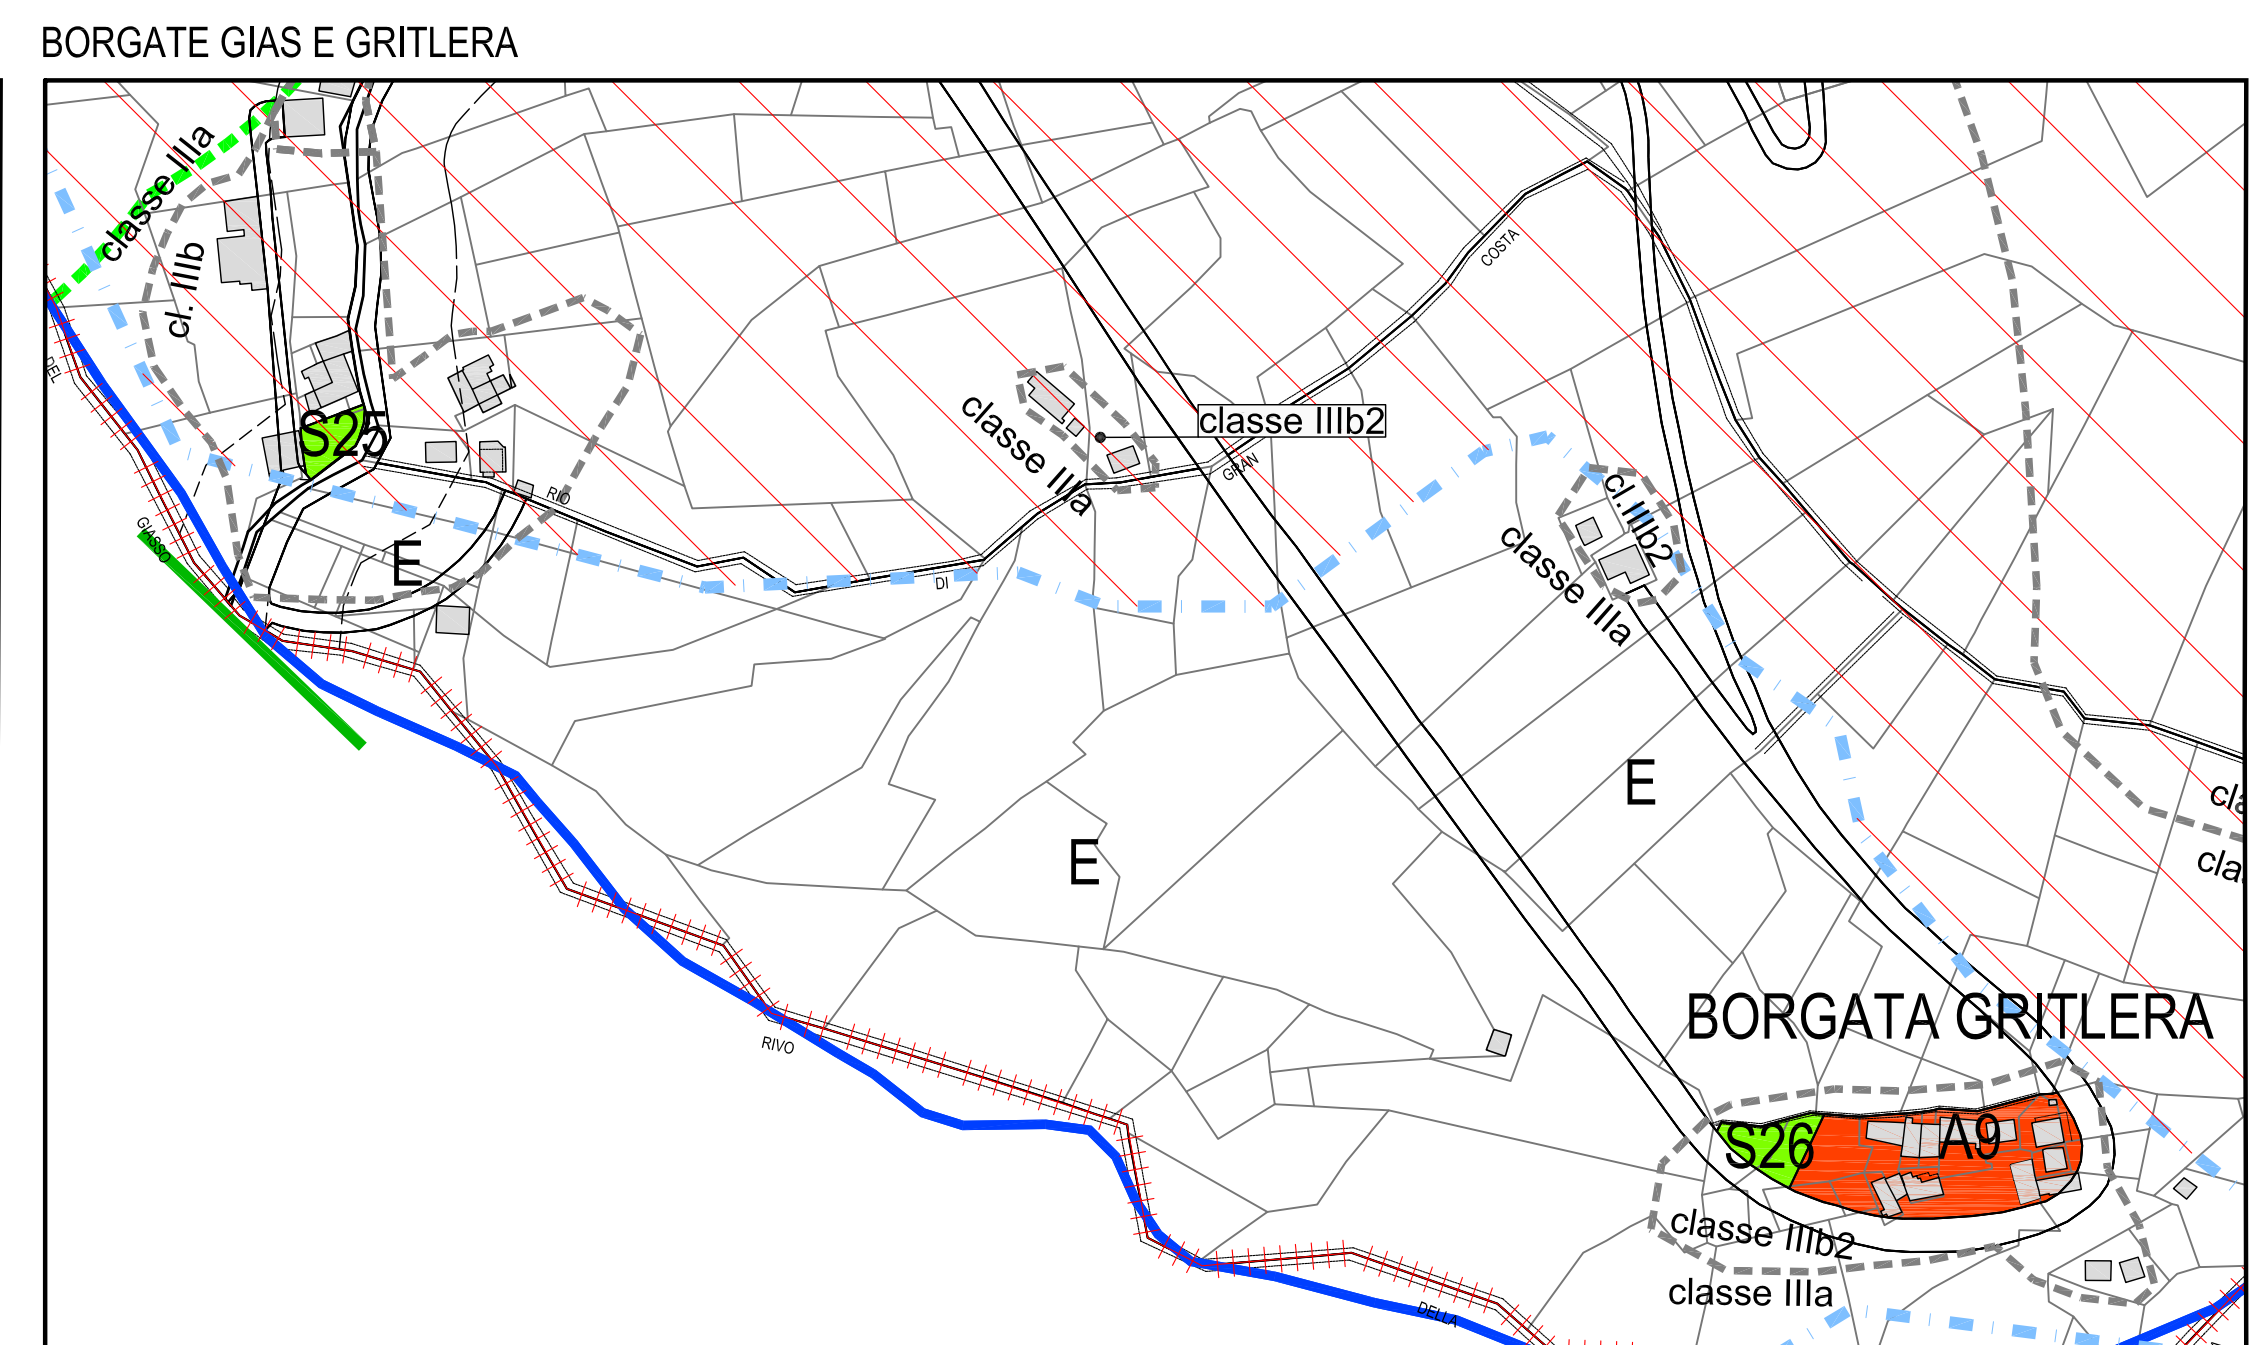 BORGATE GIAS E GRITLERA
classe IIIa
cl. IIIb
DEL
COSTA
S25
classe IIIb2
classe IIIa
GRAN
RIO
cl.IIIb2
classe IIIa
GIASSO
E
DI
E
E
RIVO
BORGATA GRITLERA
S26
A9
classe IIIb2
classe IIIa
DELLA